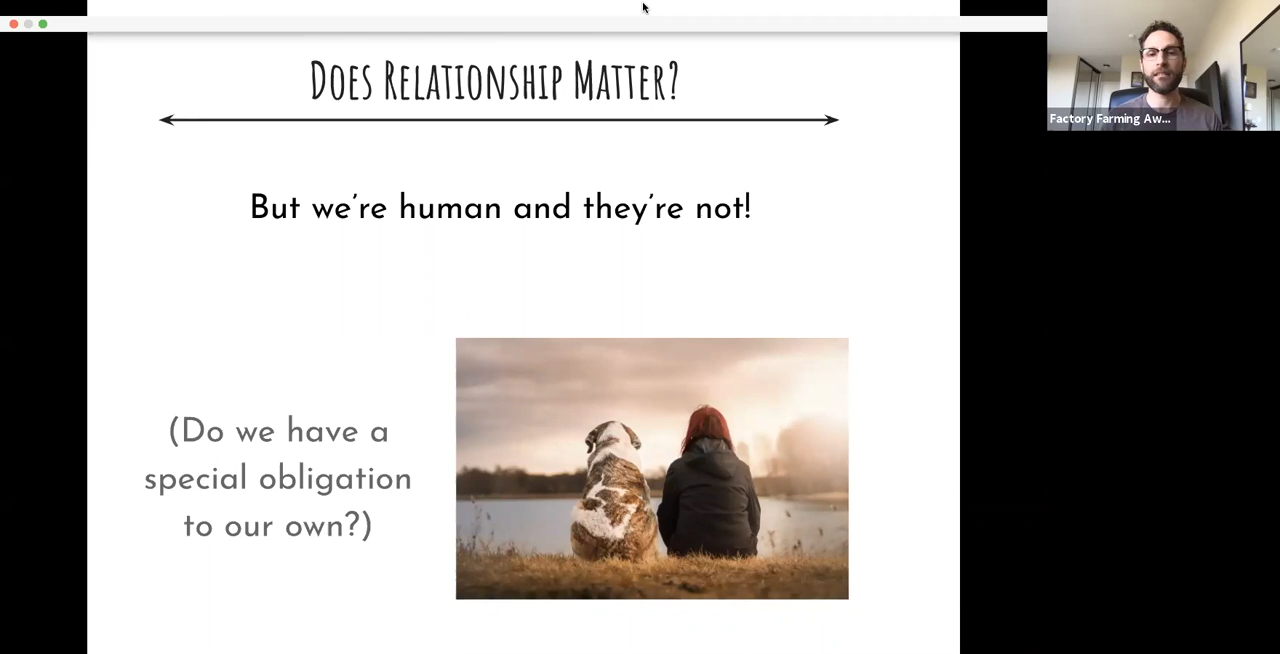 Does Relationship Matter?
But we're human and they're not!
(Do we have a
special obligation
to our own?)
Factory Farming Aw...